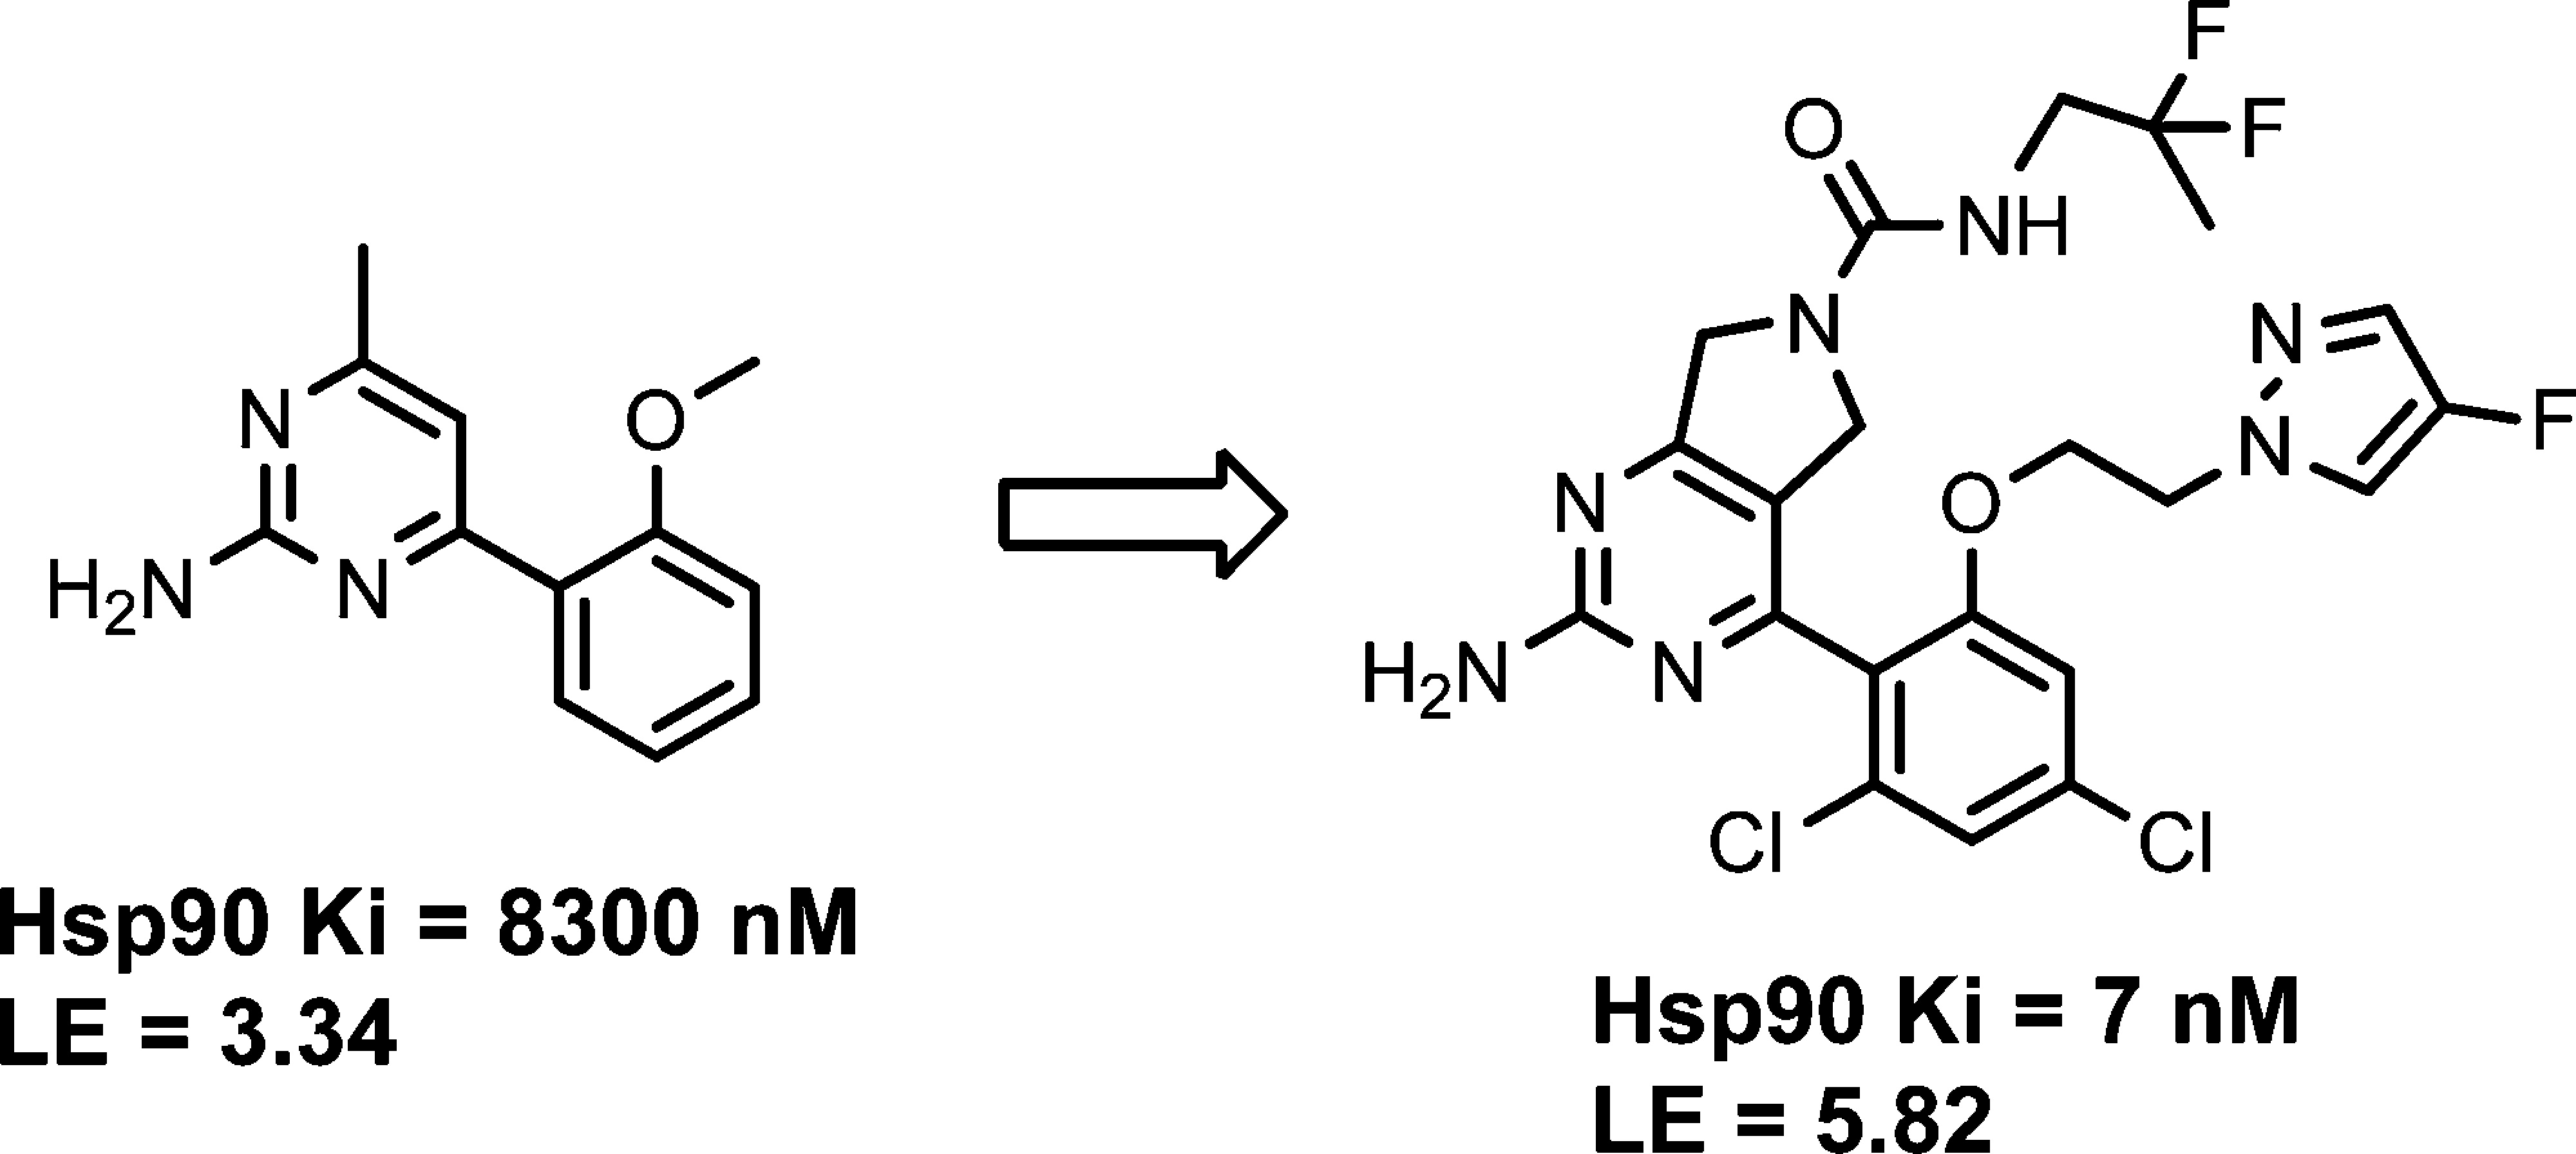 N
N
H2N
O
Hsp90 Ki = 8300 nM
LE = 3.34
F
F
O
NH
N
N
N
F
O
N
N
H2N
Cl
Cl
Hsp90 Ki = 7 nM
LE = 5.82